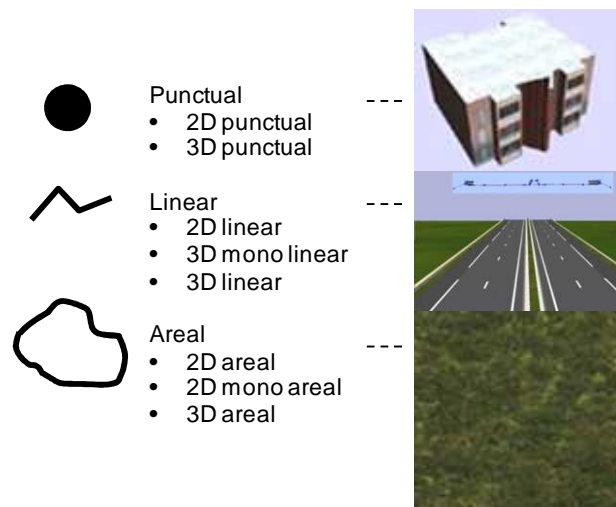 Punctual
• 2D punctual
• 3D punctual
Linear
• 2D linear
• 3D mono linear
• 3D linear
Areal
• 2D areal
• 2D mono areal
• 3D areal